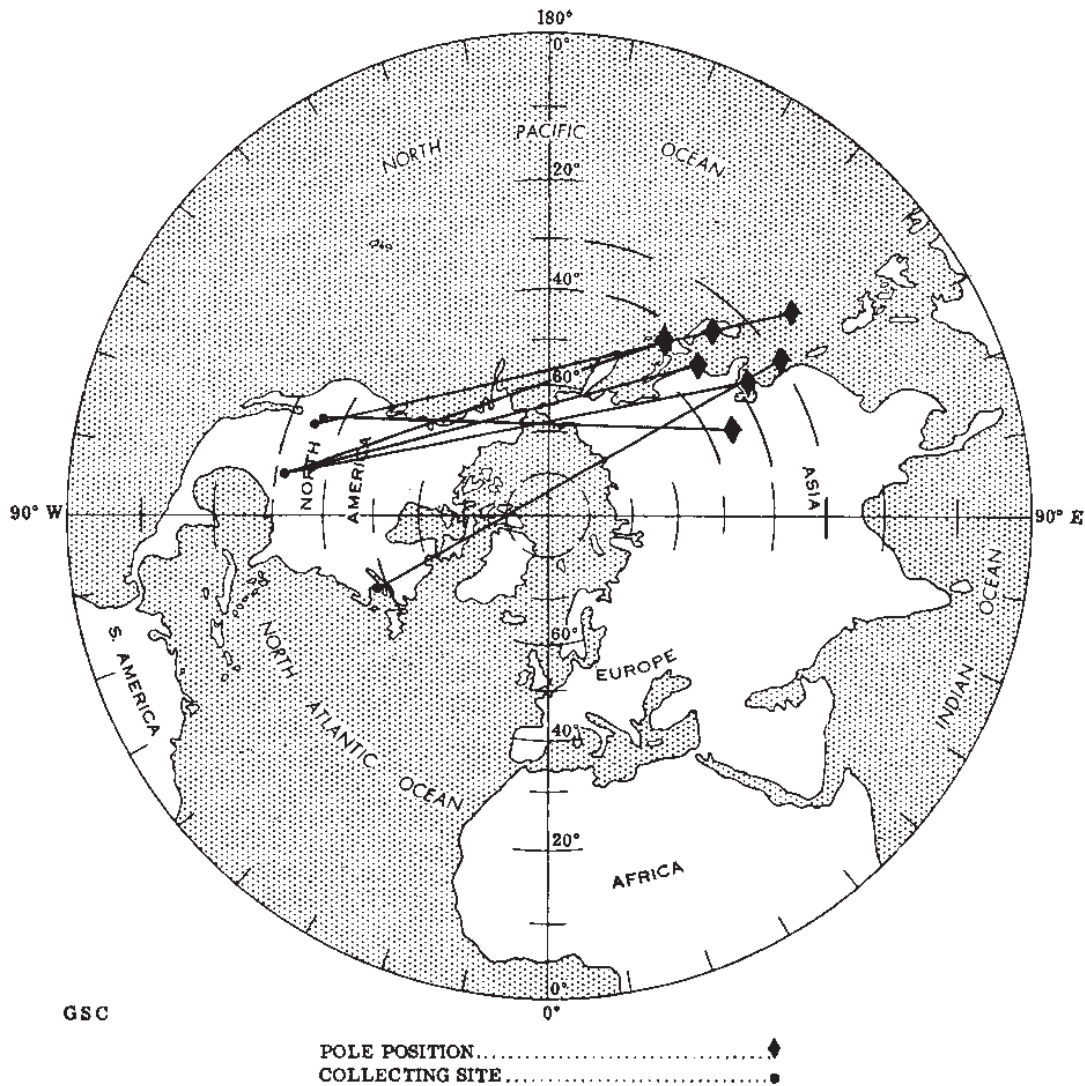 180°
0°
PACIFIC
NORTH
OCEAN
20°
40°
60°
NORTH
AMERICA
ASIA
90° W
90° E
S. AMERICA
NORTH
ATLANTIC
OCEAN
60°
EUROPE
OCEAN
INDIAN
40°
20°
AFRICA
0°
0°
GSC
POLE POSITION
COLLECTING SITE